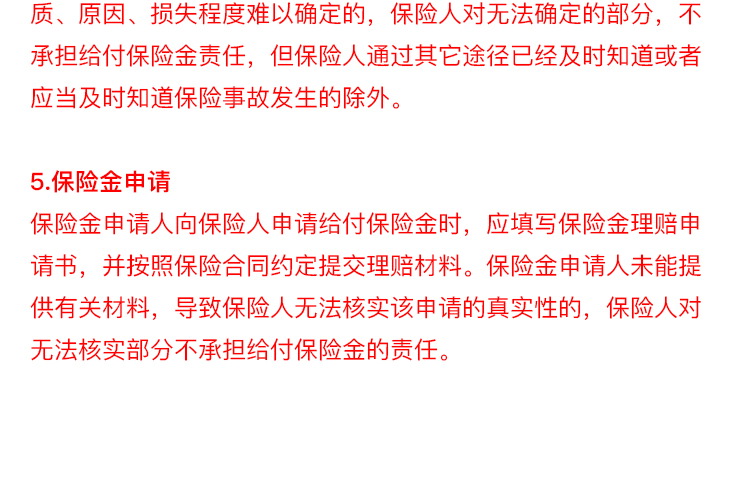 质、原因、损失程度难以确定的，保险人对无法确定的部分，不
承担给付保险金责任，但保险人通过其它途径已经及时知道或者
应当及时知道保险事故发生的除外。
5.保险金申请
保险金申请人向保险人申请给付保险金时，应填写保险金理赔申
请书，并按照保险合同约定提交理赔材料。保险金申请人未能提
供有关材料，导致保险人无法核实该申请的真实性的，保险人对
无法核实部分不承担给付保险金的责任。